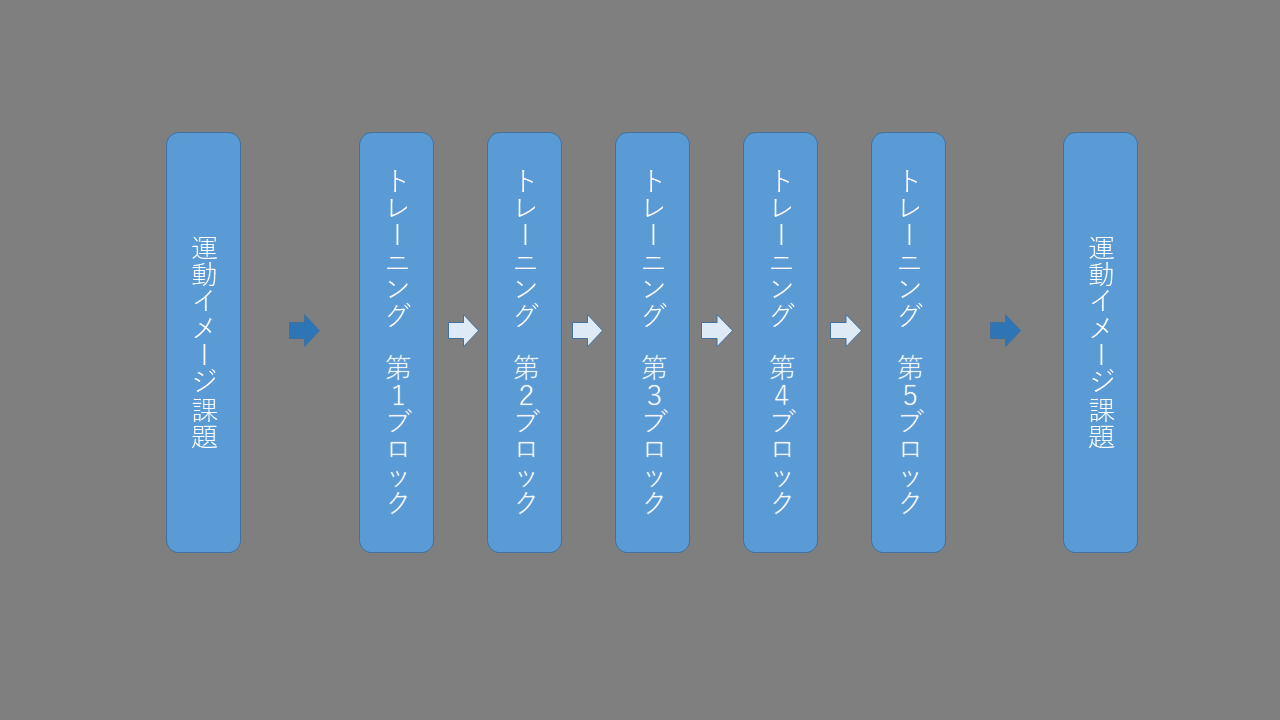 運動イメージ課題
トレーニング　第1ブロック
トレーニング　第2ブロック
トレーニング　第3ブロック
トレーニング　第4ブロック
トレーニング　第5ブロック
運動イメージ課題